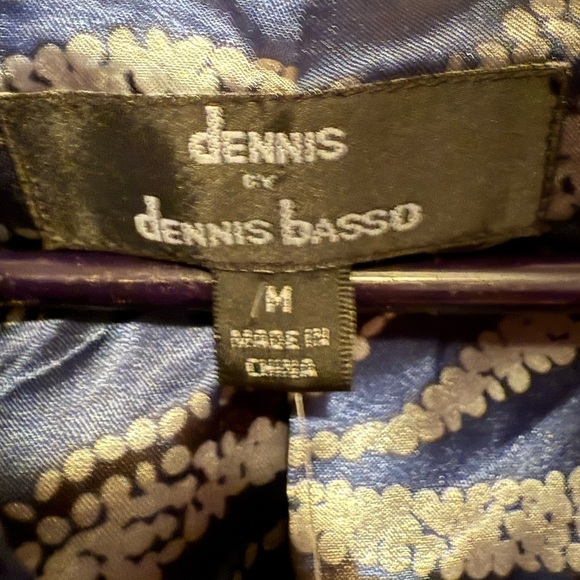 dENNIS
BY
dENNIS bASSO
M
MADE IN
CHINA